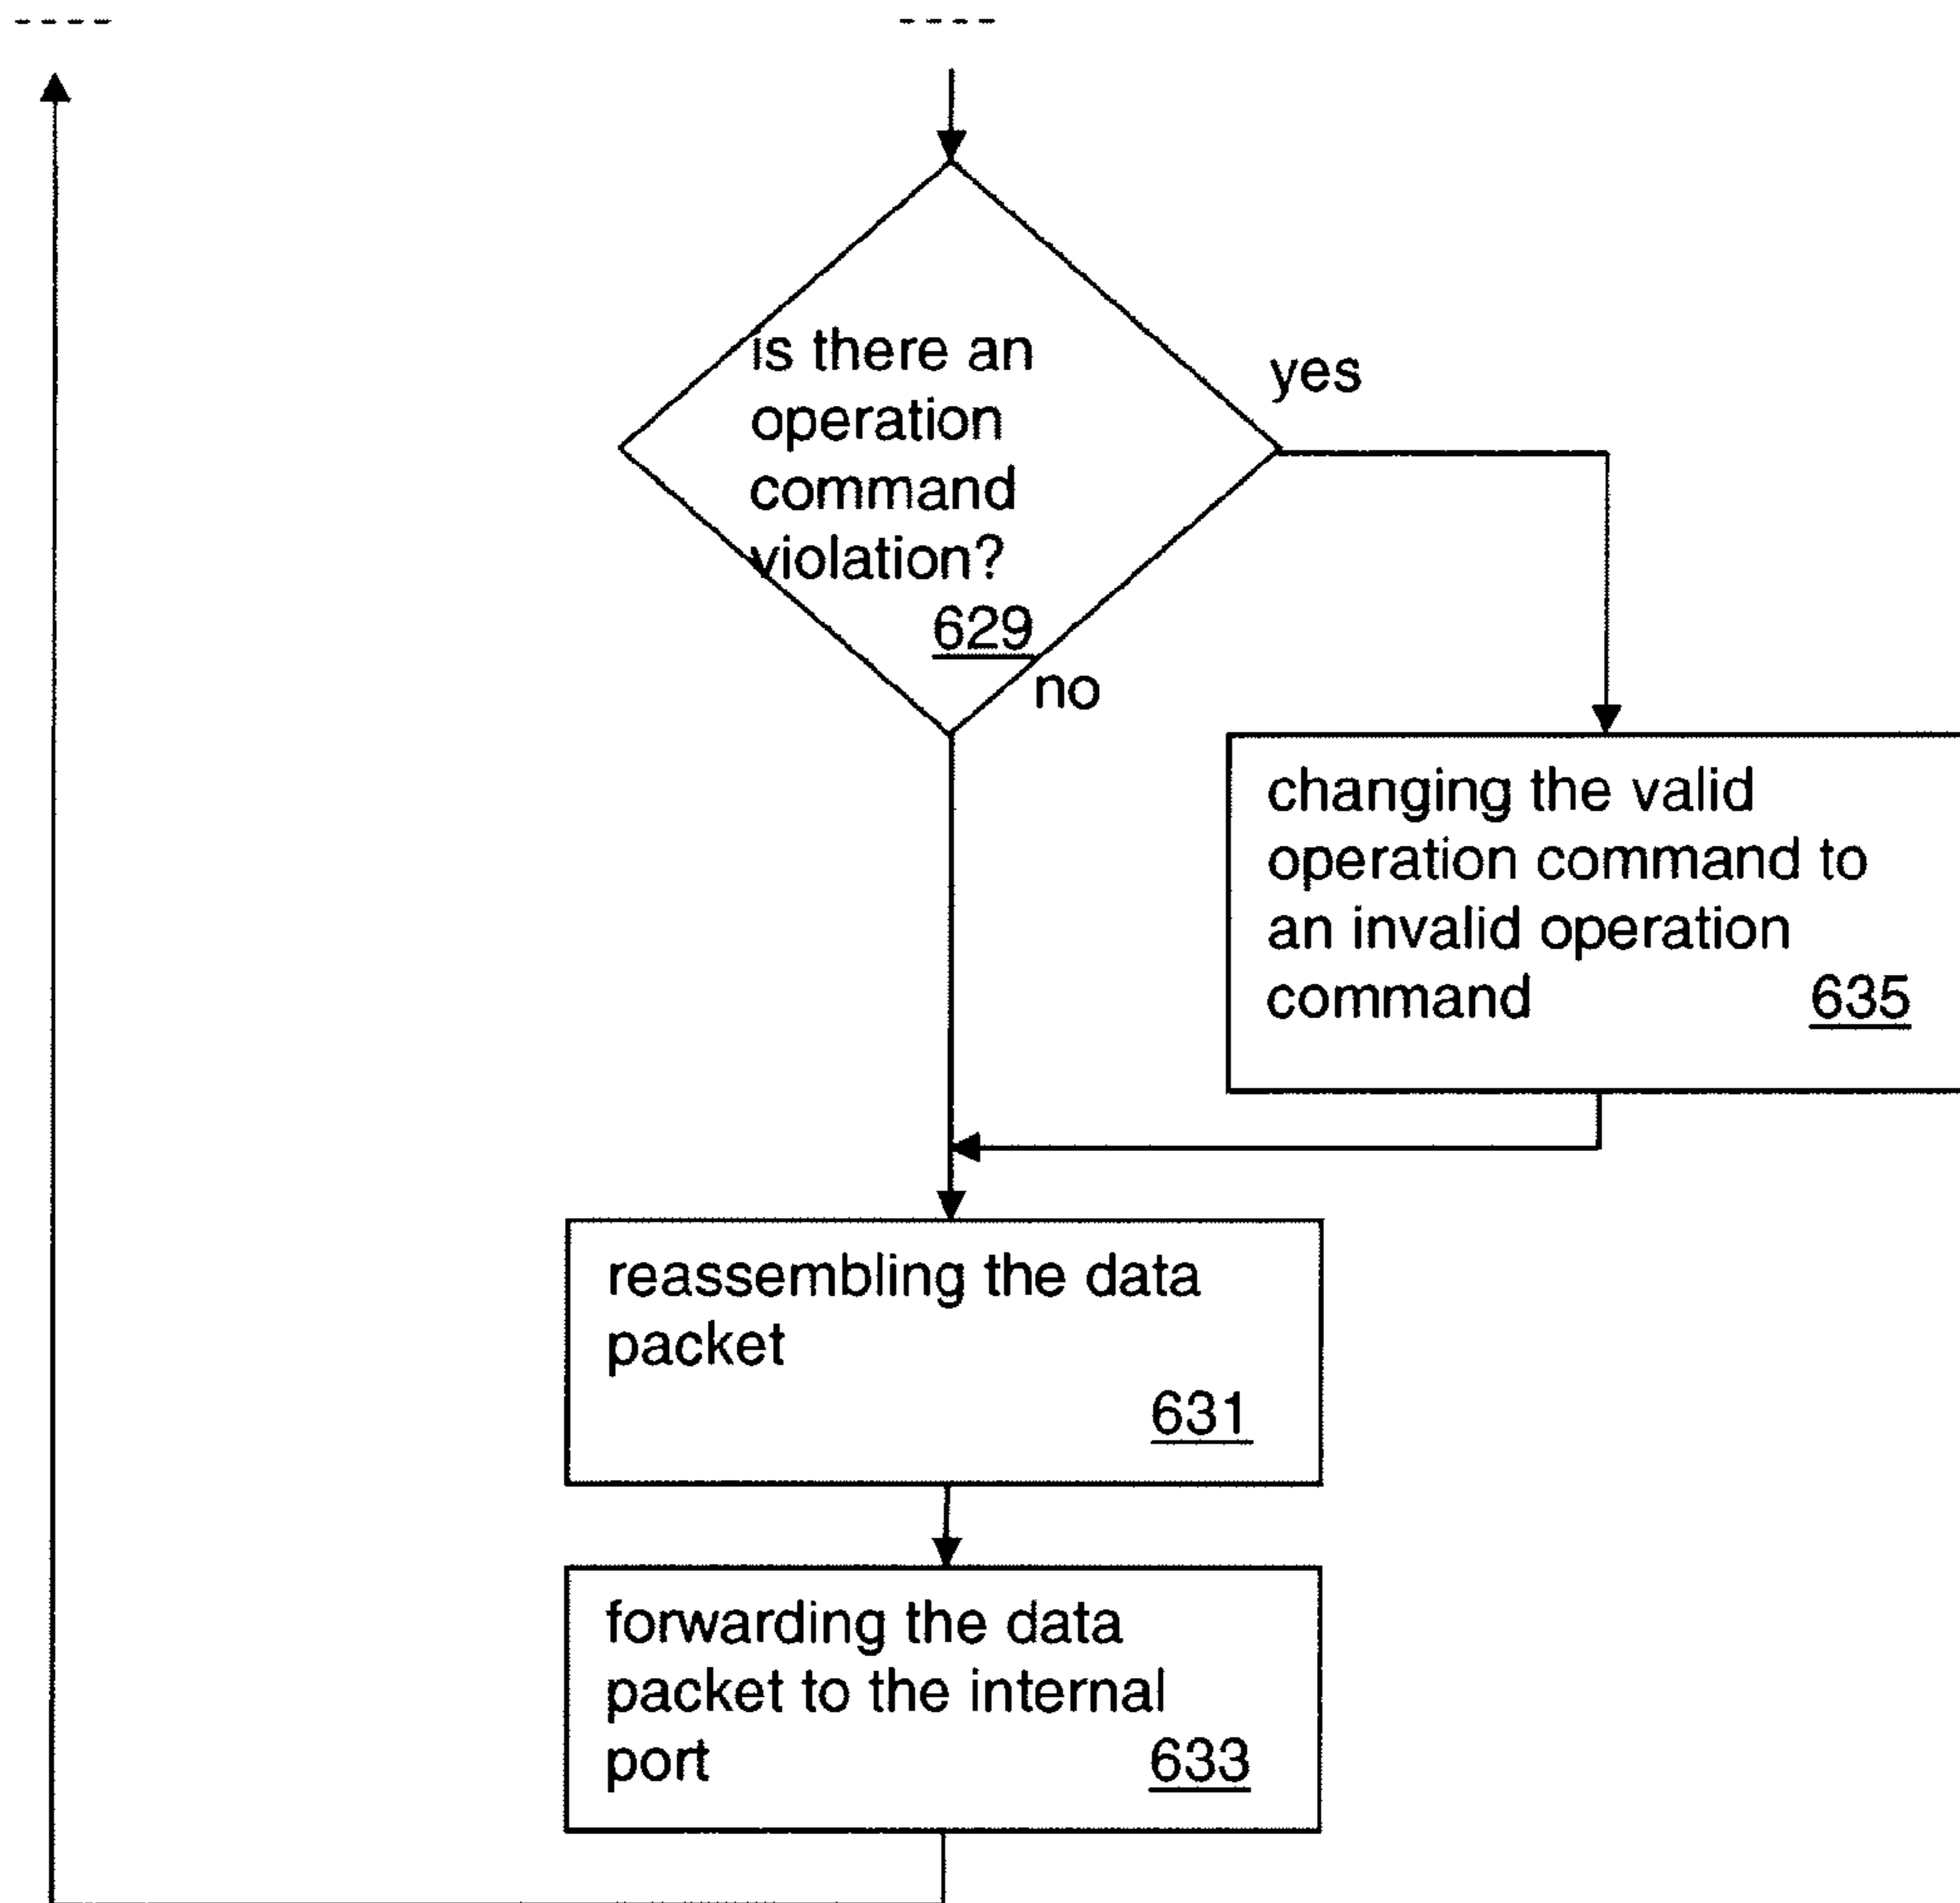 is there an
operation
command
violation?
629
yes
no
changing the valid
operation command to
an invalid operation
command 635
reassembling the data
packet
631
forwarding the data
packet to the internal
port 633